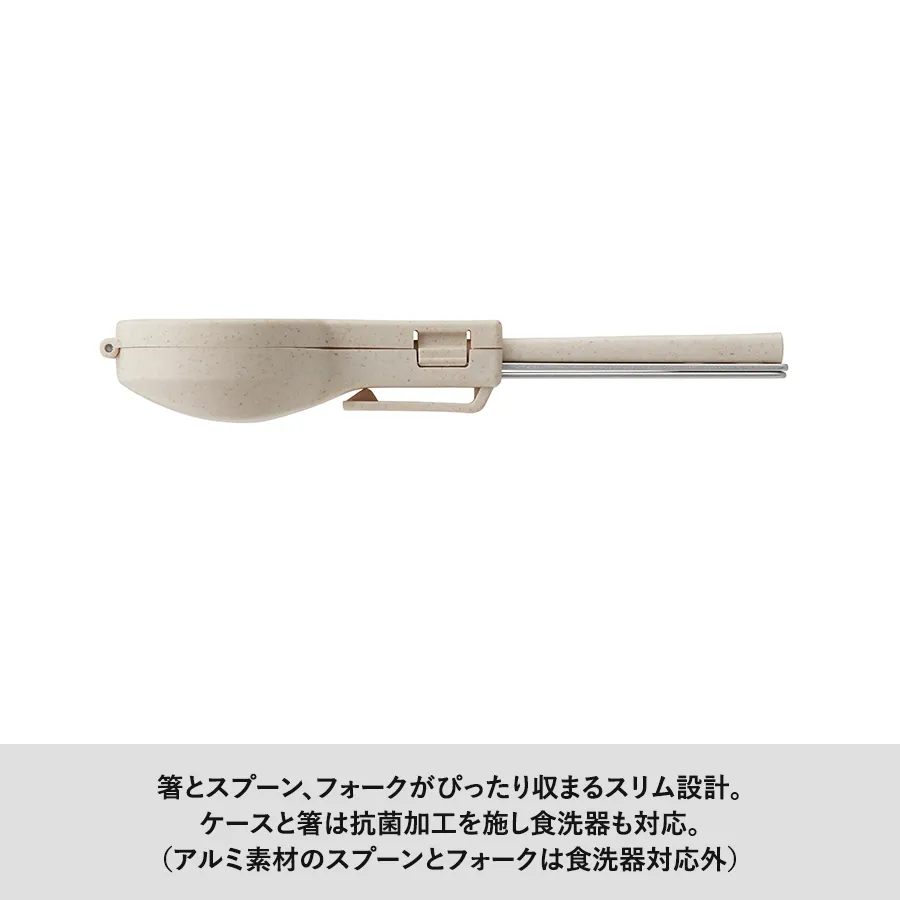 箸とスプーン、フォークがぴったり収まるスリム設計。
ケースと箸は抗菌加工を施し食洗器も対応。
（アルミ素材のスプーンとフォークは食洗器対応外）